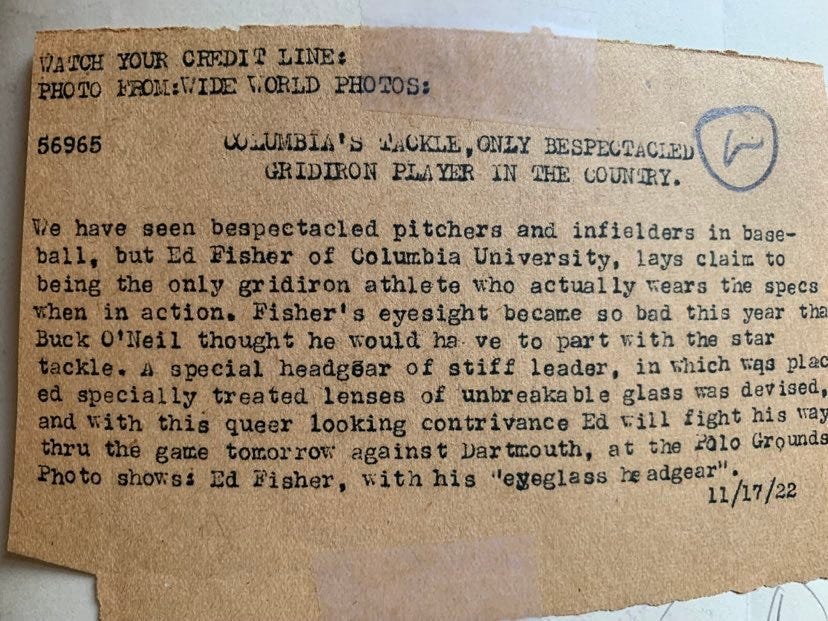 WATCH YOUR CREDIT LINE:
PHOTO FROM:WIDE WORLD PHOTOS:
56965 COLUMBIA'S TACKLE,ONLY BESPECTACLED
GRIDIRON PLAYER IN THE COUNTRY.
We have seen bespectacled pitchers and infielders in base-
ball, but Ed Fisher of Columbia University, lays claim to
being the only gridiron athlete who actually wears the specs
when in action. Fisher's eyesight became so bad this year tha
Buck O'Neil thought he would ha ve to part with the star
tackle. A special headgear of stiff leader, in which was plac
ed specially treated lenses of unbreakable glass was devised,
and with this queer looking contrivance Ed will fight his way
thru the game tomorrow against Dartmouth, at the Polo Grounds
Photo shows: Ed Fisher, with his "eyeglass headgear".
11/17/22